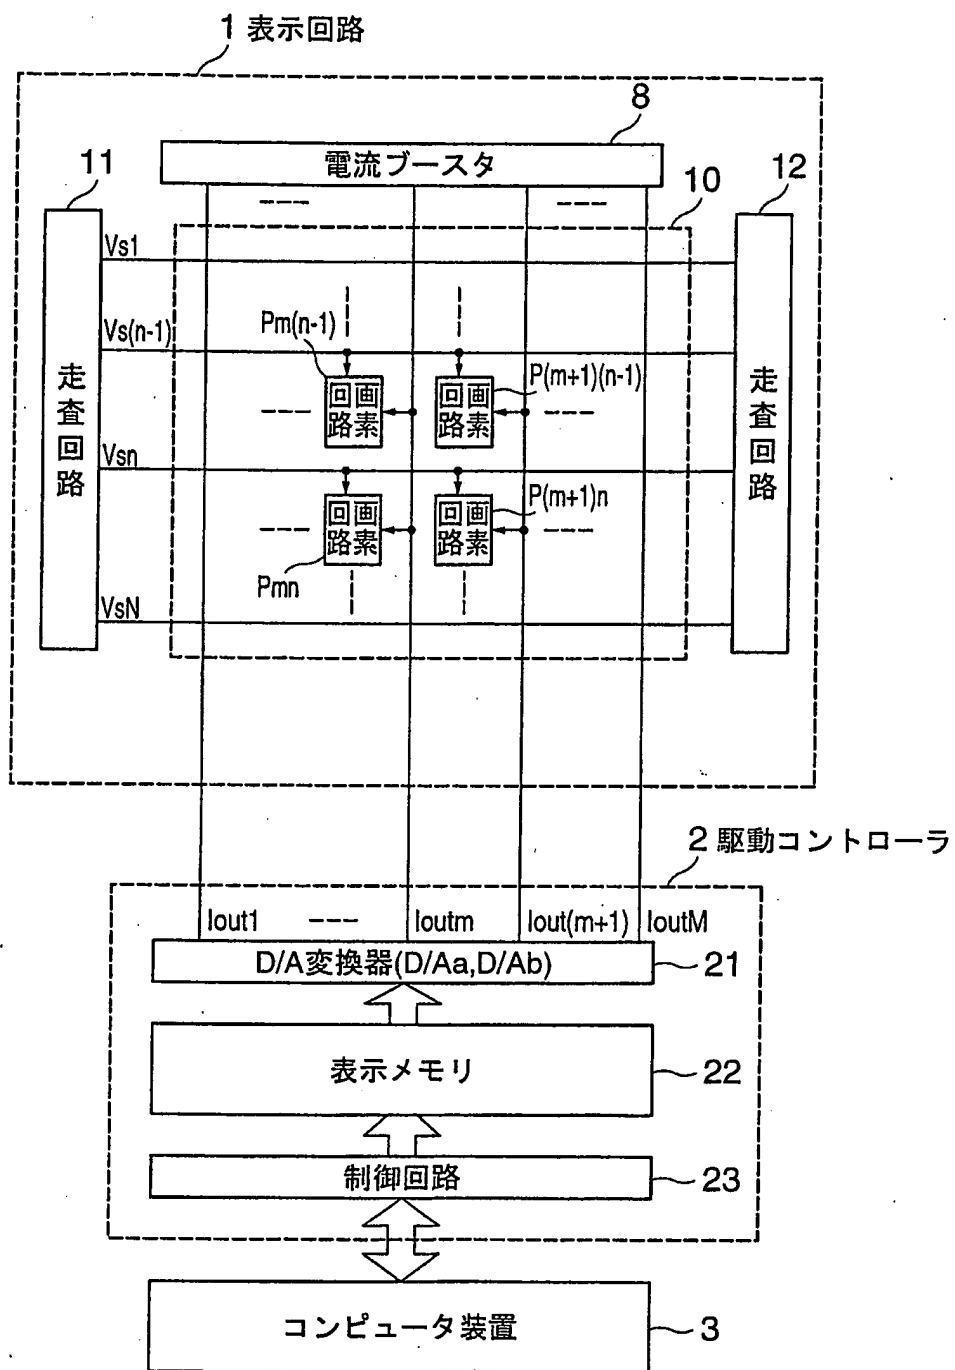 1 表示回路
8
電流ブースタ
11
10
12
Vs1
Vs(n-1)
Pm(n-1)
P(m+1)(n-1)
画素回路
画素回路
走査回路
走査回路
Vsn
P(m+1)n
画素回路
画素回路
Pmn
VsN
2 駆動コントローラ
Iout1
Ioutm
Iout(m+1)
IoutM
D/A変換器(D/Aa,D/Ab)
21
表示メモリ
22
制御回路
23
コンピュータ装置
3